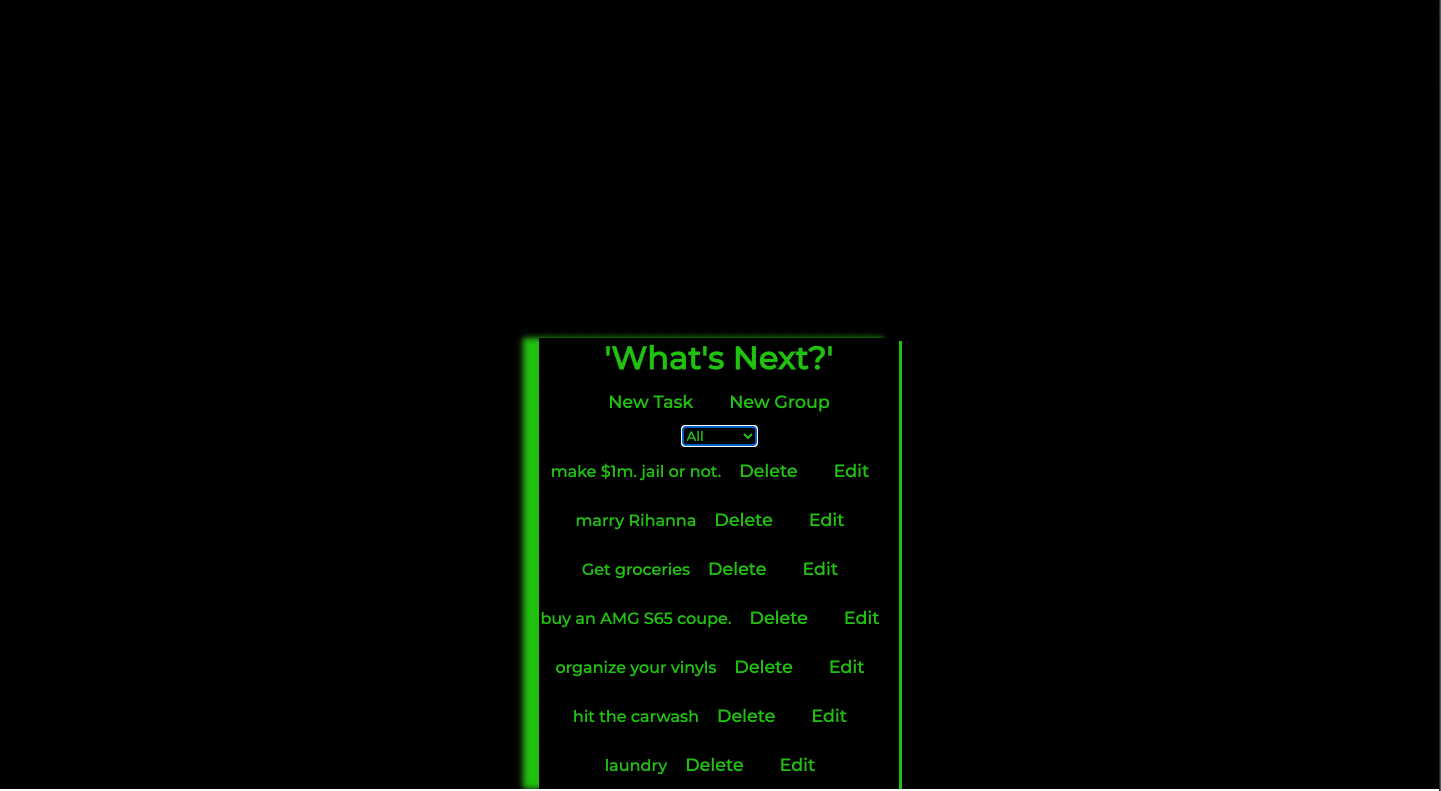 'What's Next?'
New Task New Group
All
make $1m. jail or not. Delete Edit
marry Rihanna Delete Edit
Get groceries Delete Edit
buy an AMG S65 coupe. Delete Edit
organize your vinyls Delete Edit
hit the carwash Delete Edit
laundry Delete Edit